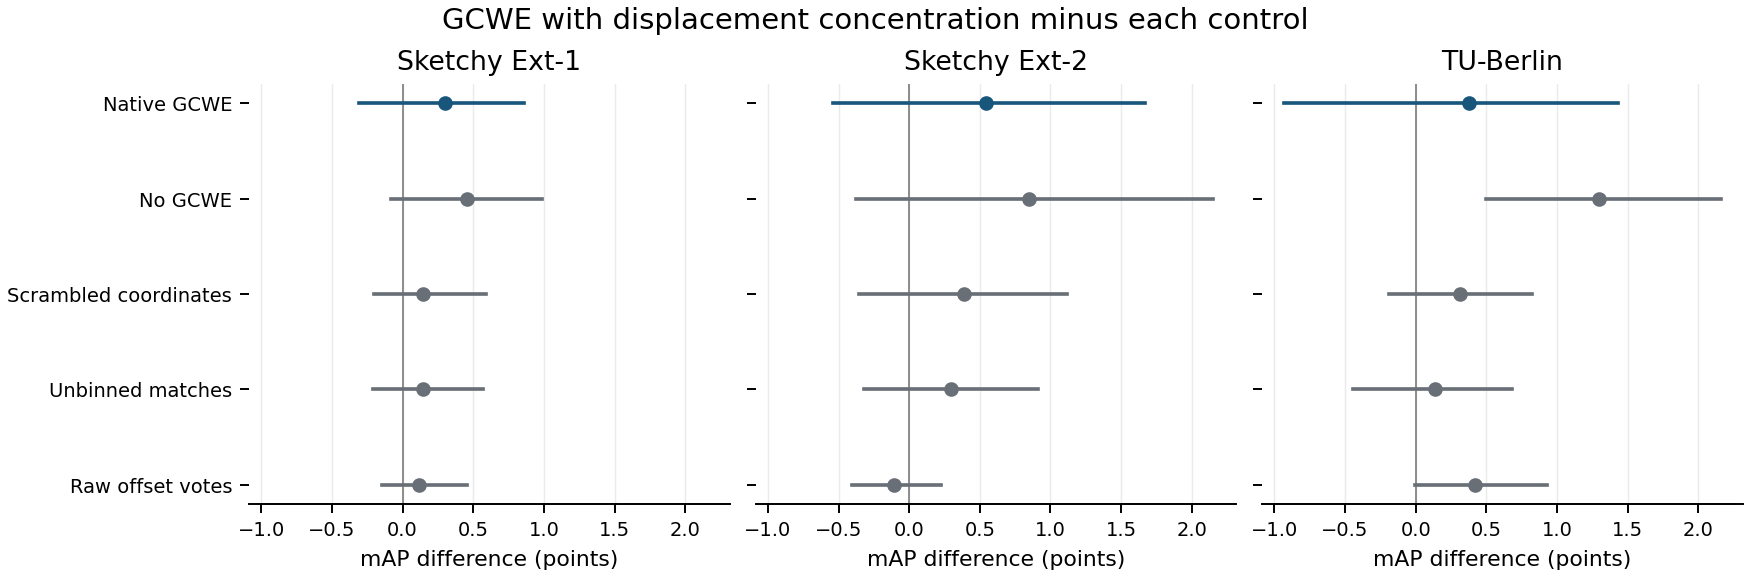 GCWE with displacement concentration minus each control
Sketchy Ext-1
Sketchy Ext-2
TU-Berlin
Native GCWE
No GCWE
Scrambled coordinates
Unbinned matches
Raw offset votes
−1.0 −0.5 0.0 0.5 1.0 1.5 2.0
−1.0 −0.5 0.0 0.5 1.0 1.5 2.0
−1.0 −0.5 0.0 0.5 1.0 1.5 2.0
mAP difference (points)
mAP difference (points)
mAP difference (points)